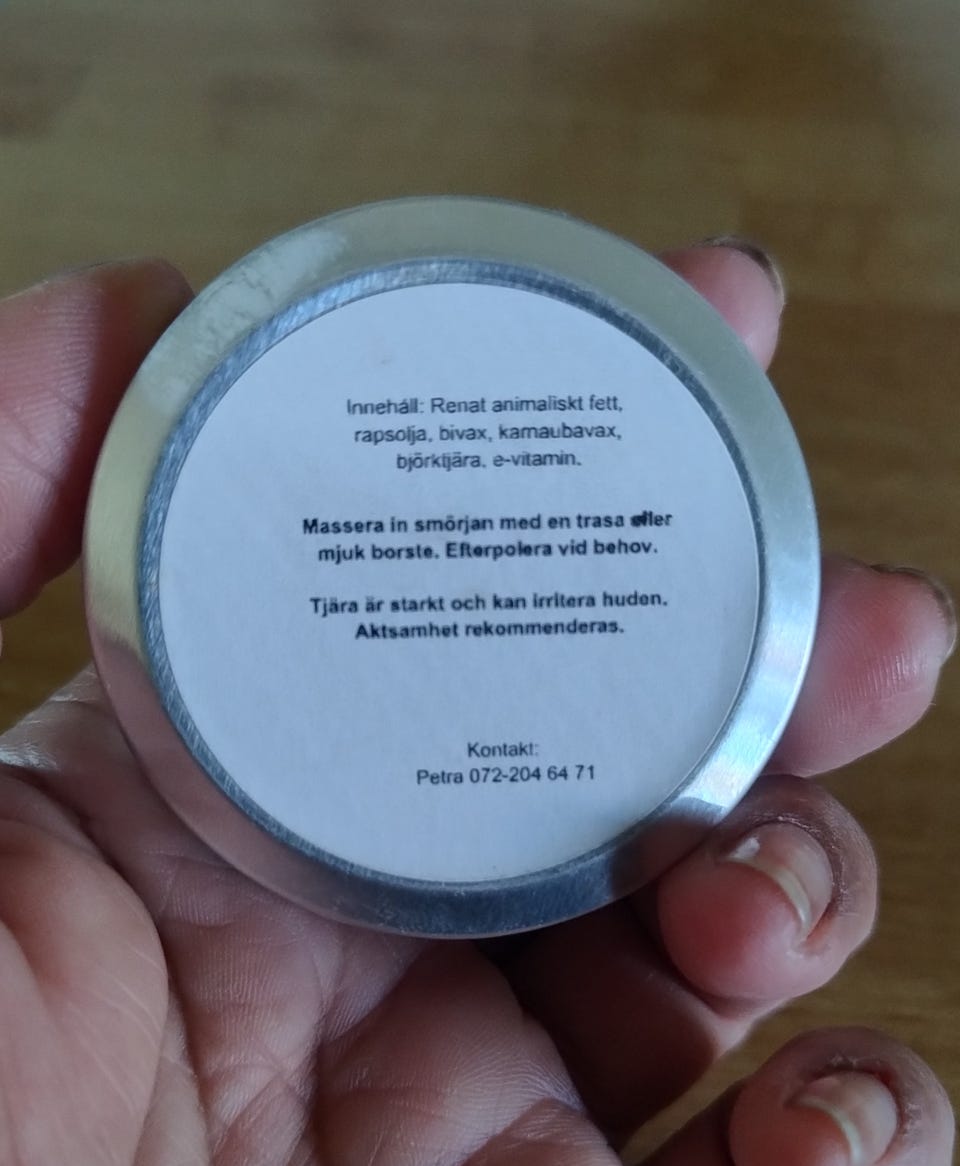 Innehåll: Renat animaliskt fett,
rapsolja, bivax, karnaubavax,
björktjära, e-vitamin.
Massera in smörjan med en trasa eller
mjuk borste. Efterpolera vid behov.
Tjära är starkt och kan irritera huden.
Aktsamhet rekommenderas.
Kontakt:
Petra 072-204 64 71